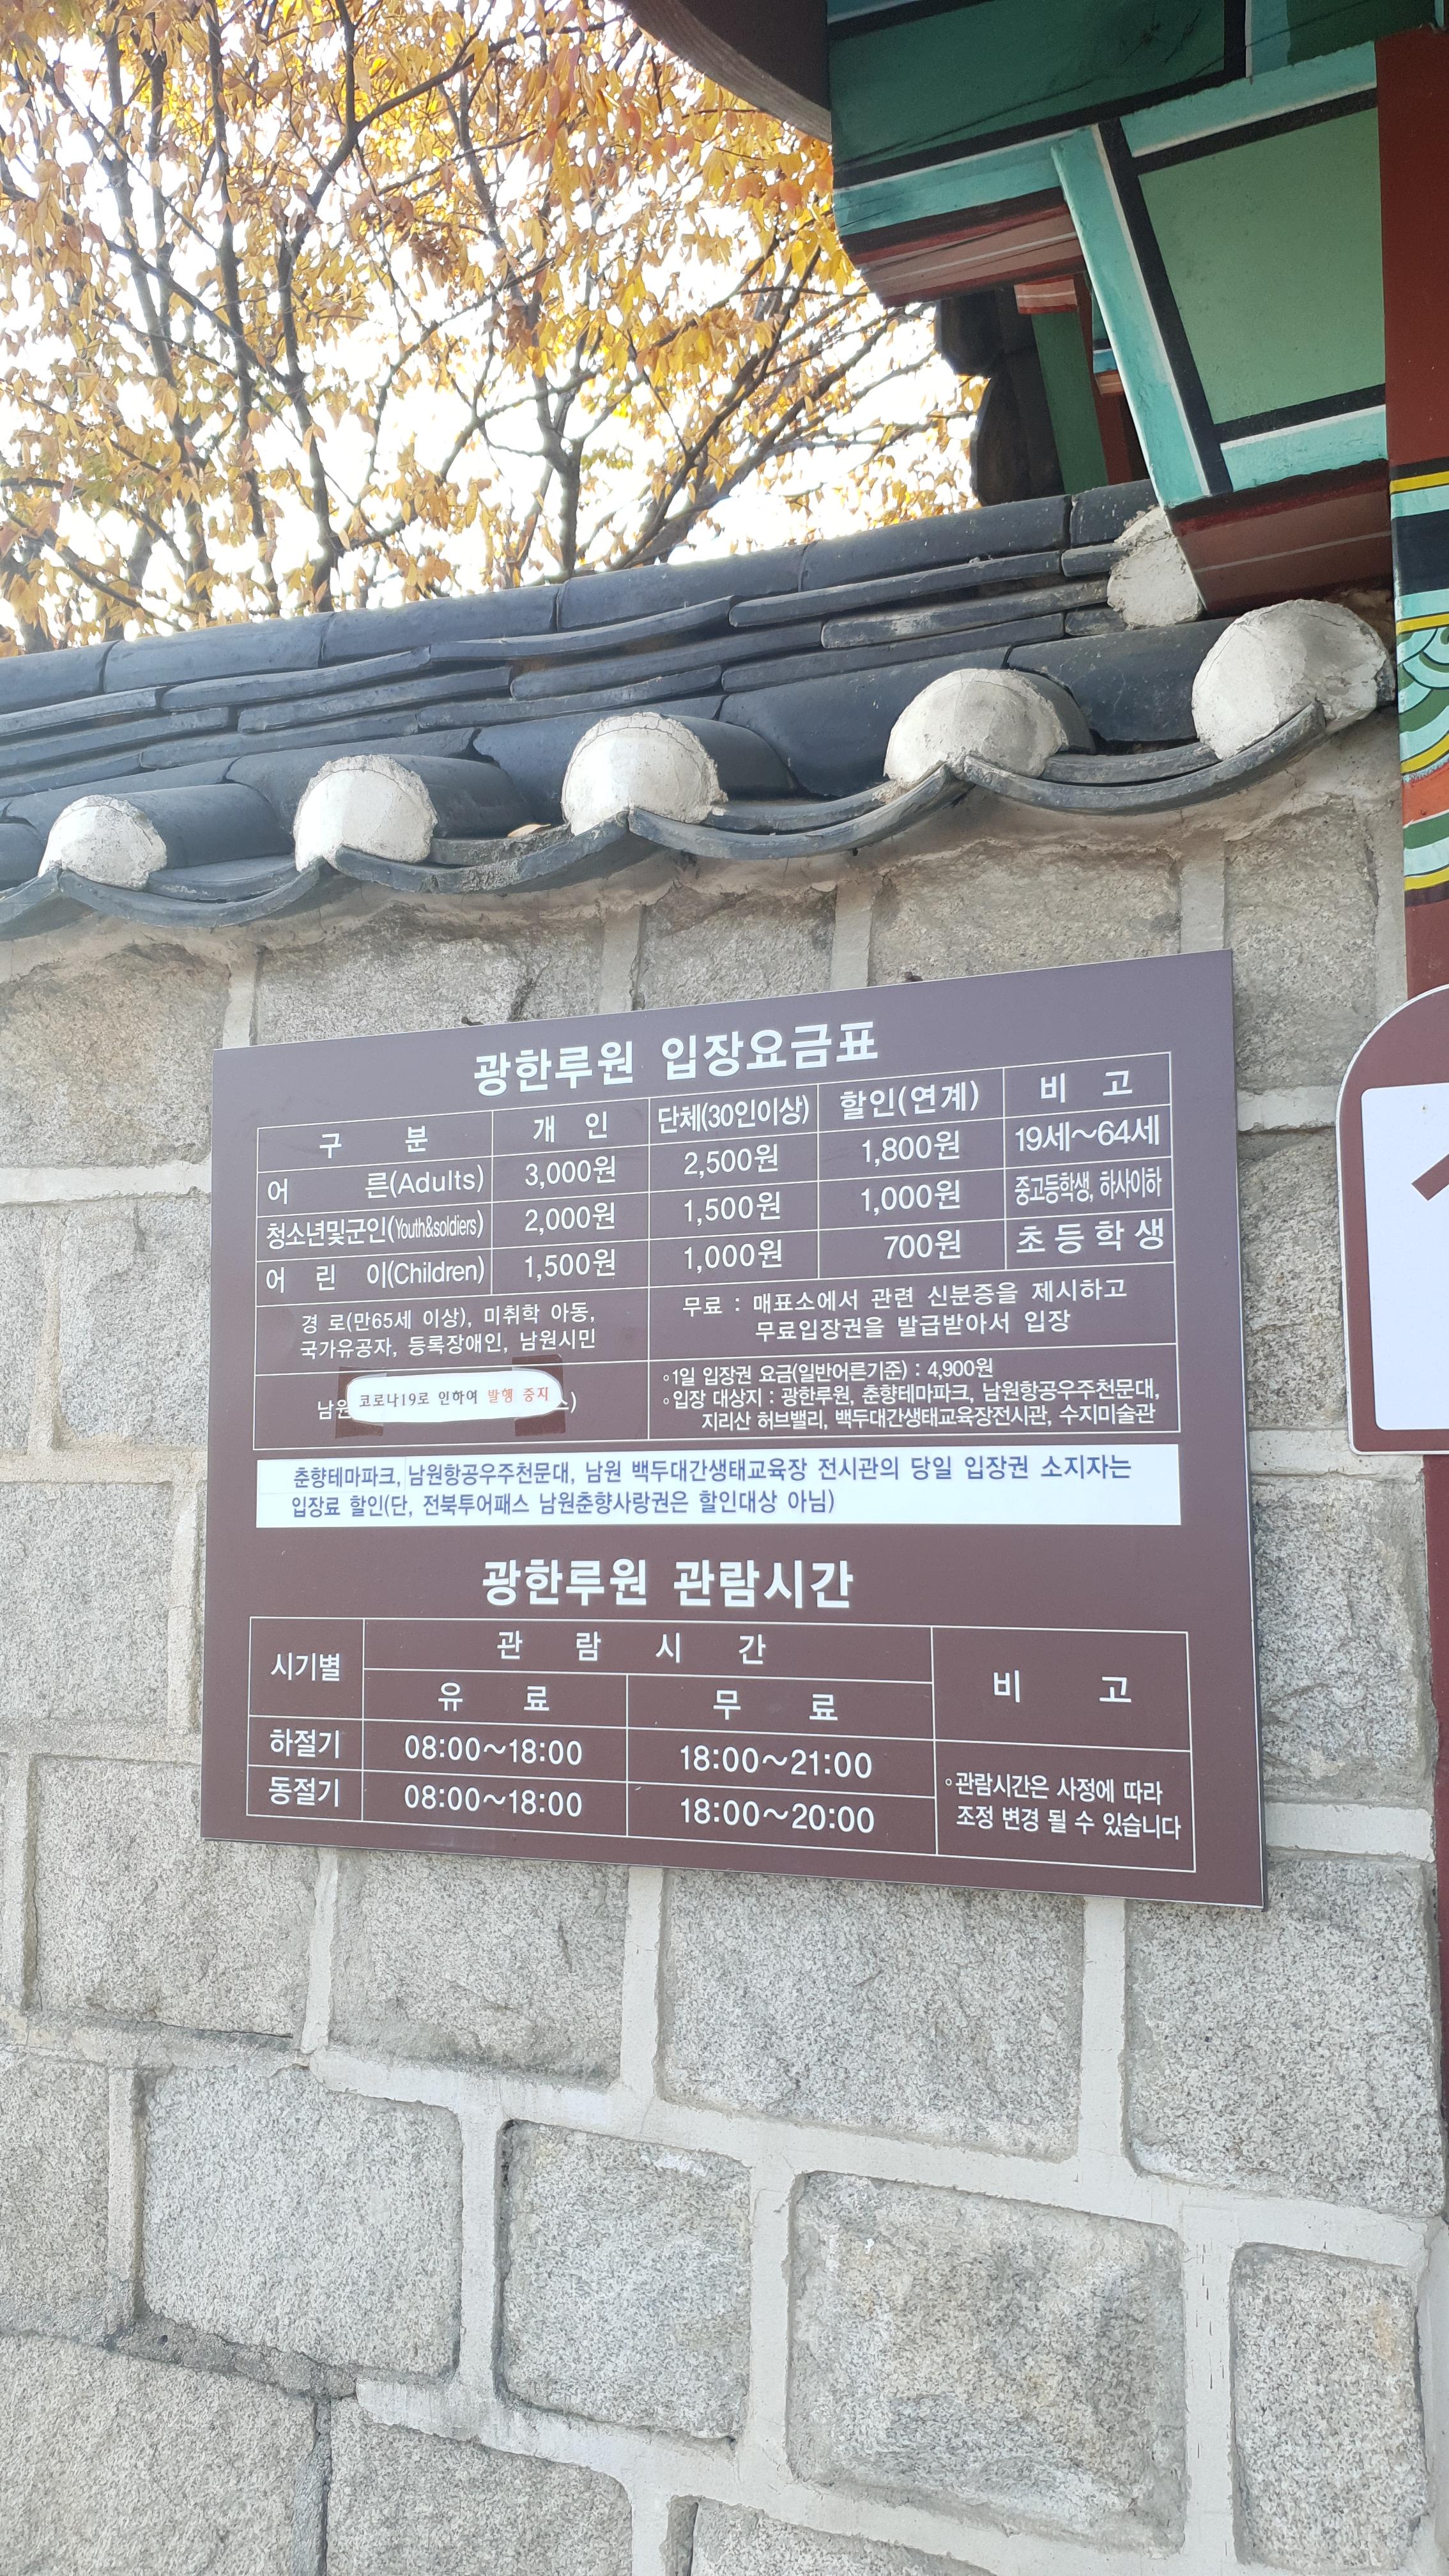 광한루원 입장요금표
구 분 개 인 단체(30인이상) 할인(연계) 비 고
어 른(Adults) 3,000원 2,500원 1,800원 19세~64세
청소년및군인(Youth&soldiers) 2,000원 1,500원 1,000원 중고등학생, 하사이하
어 린 이(Children) 1,500원 1,000원 700원 초 등 학 생
경 로(만65세 이상), 미취학 아동,
국가유공자, 등록장애인, 남원시민
무료 : 매표소에서 관련 신분증을 제시하고
무료입장권을 발급받아서 입장
남원
코로나19로 인하여 발행 중지
◦1일 입장권 요금(일반어른기준) : 4,900원
◦입장 대상지 : 광한루원, 춘향테마파크, 남원항공우주천문대,
지리산 허브밸리, 백두대간생태교육장전시관, 수지미술관
춘향테마파크, 남원항공우주천문대, 남원 백두대간생태교육장 전시관의 당일 입장권 소지자는
입장료 할인(단, 전북투어패스 남원춘향사랑권은 할인대상 아님)
광한루원 관람시간
시기별 관 람 시 간 비 고
유 료 무 료
하절기 08:00~18:00 18:00~21:00
동절기 08:00~18:00 18:00~20:00
◦관람시간은 사정에 따라
조정 변경 될 수 있습니다